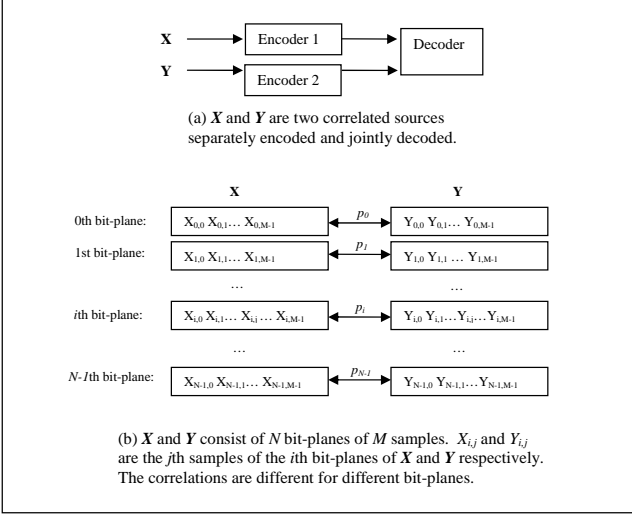 X Encoder 1 Decoder
Y Encoder 2
(a) X and Y are two correlated sources
separately encoded and jointly decoded.
X Y
0th bit-plane: X0,0 X0,1… X0,M-1 p0 Y0,0 Y0,1… Y0,M-1
1st bit-plane: X1,0 X1,1… X1,M-1 p1 Y1,0 Y1,1 … Y1,M-1
… …
ith bit-plane: Xi,0 Xi,1… Xi,j … Xi,M-1 pi Yi,0 Yi,1…Yi,j…Yi,M-1
… …
N-1th bit-plane: XN-1,0 XN-1,1… XN-1,M-1 pN-1 YN-1,0 YN-1,1…YN-1,M-1
(b) X and Y consist of N bit-planes of M samples. Xi,j and Yi,j
are the jth samples of the ith bit-planes of X and Y respectively.
The correlations are different for different bit-planes.